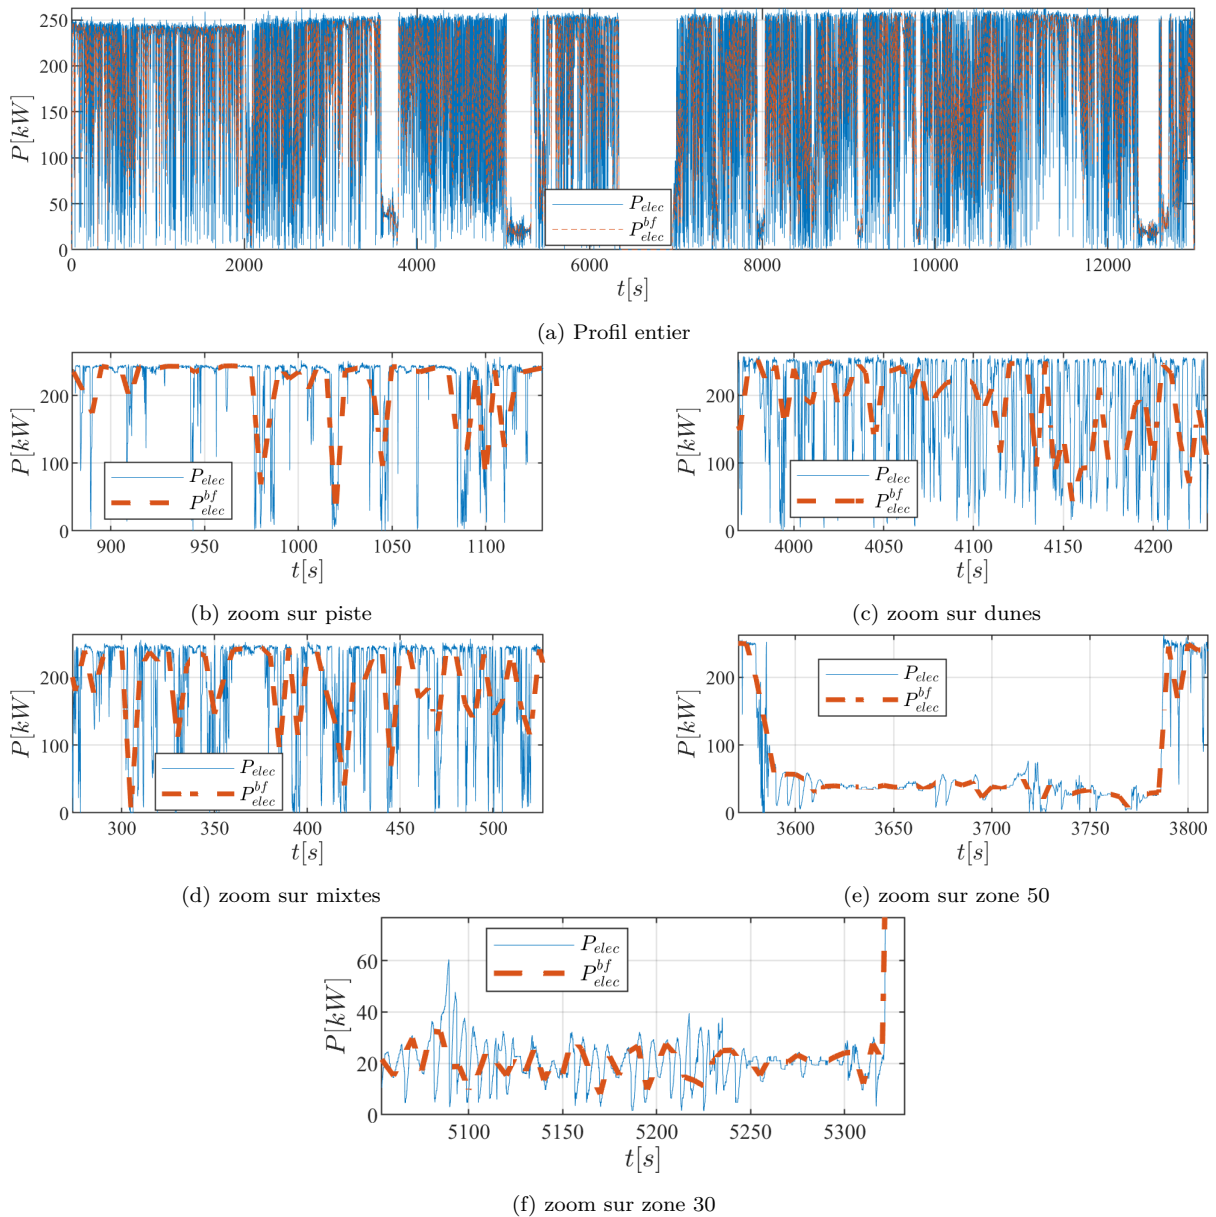 250
200
150
100
50
0
P[kW]
P_elec
P_elec^bf
0 2000 4000 6000 8000 10000 12000
t[s]
(a) Profil entier
200
100
0
P[kW]
P_elec
P_elec^bf
900 950 1000 1050 1100
t[s]
(b) zoom sur piste
200
100
0
P[kW]
P_elec
P_elec^bf
4000 4050 4100 4150 4200
t[s]
(c) zoom sur dunes
200
100
0
P[kW]
P_elec
P_elec^bf
300 350 400 450 500
t[s]
(d) zoom sur mixtes
200
100
0
P[kW]
P_elec
P_elec^bf
3600 3650 3700 3750 3800
t[s]
(e) zoom sur zone 50
60
40
20
0
P[kW]
P_elec
P_elec^bf
5100 5150 5200 5250 5300
t[s]
(f) zoom sur zone 30